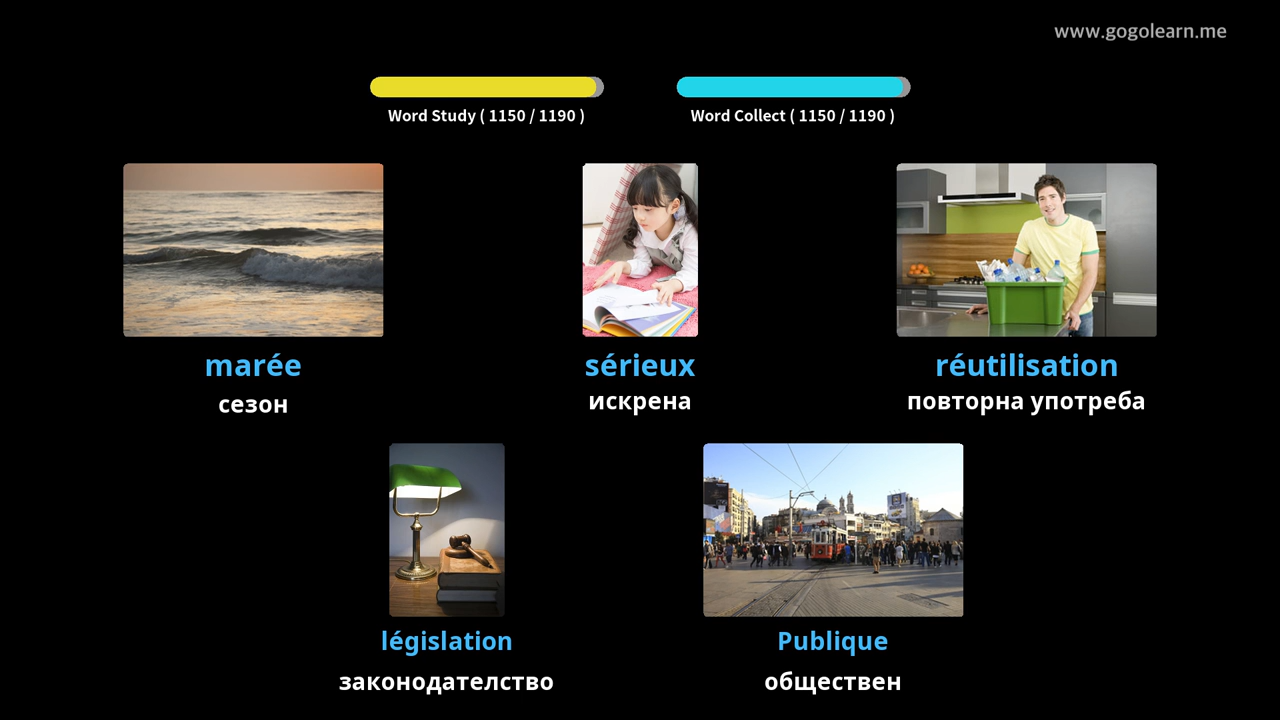 www.gogolearn.me
Word Study ( 1150 / 1190 )
Word Collect ( 1150 / 1190 )
marée
sérieux
réutilisation
сезон
искрена
повторна употреба
législation
Publique
законодателство
обществен